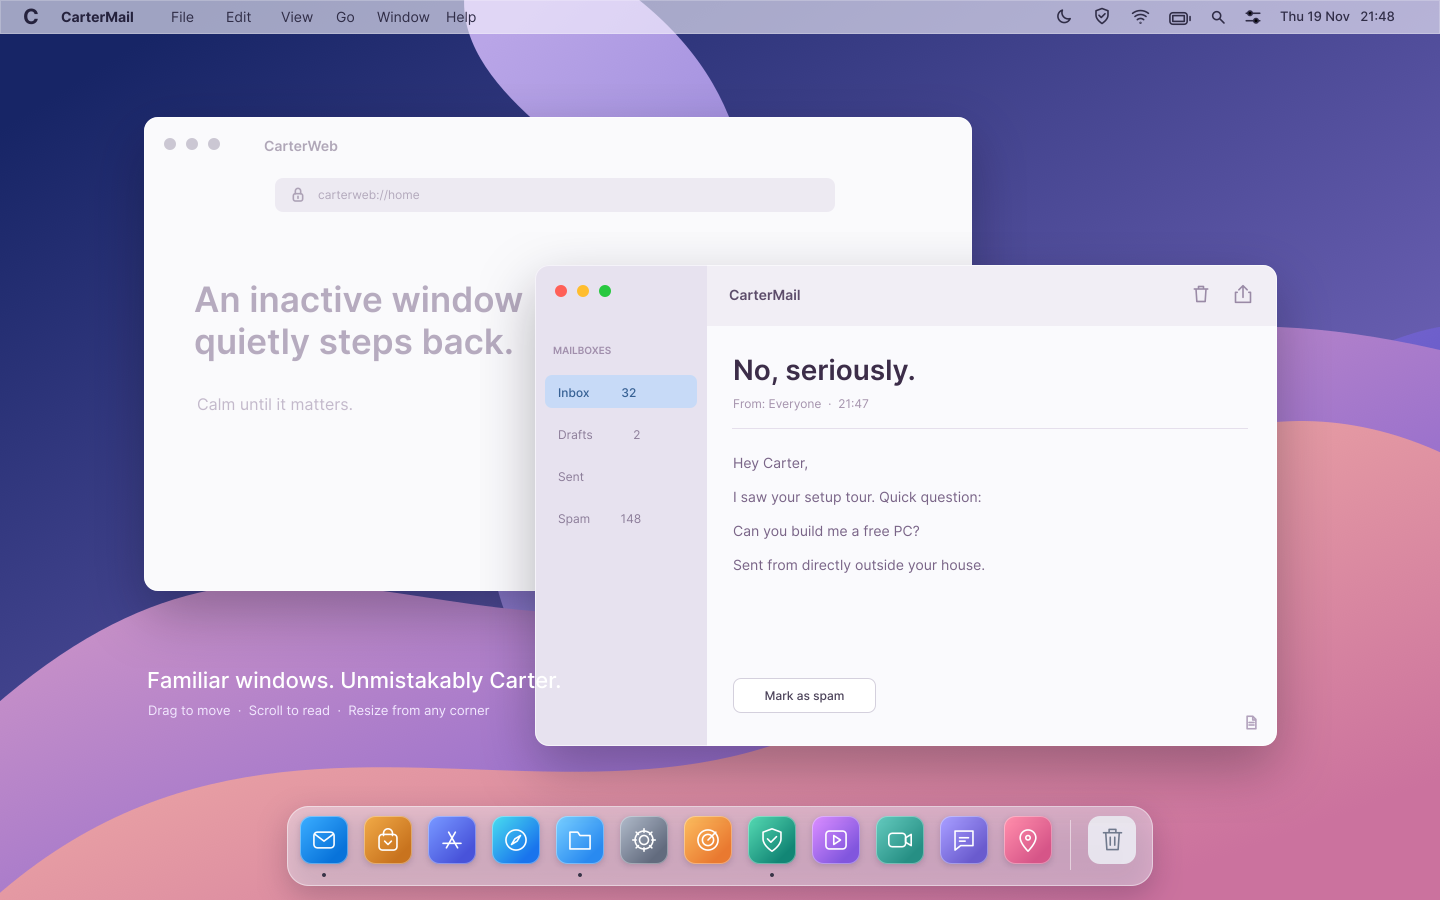 C CarterMail File Edit View Go Window Help Thu 19 Nov 21:48
CarterWeb
carterweb://home
An inactive window
quietly steps back.
Calm until it matters.
CarterMail
MAILBOXES
Inbox 32
Drafts 2
Sent
Spam 148
No, seriously.
From: Everyone · 21:47
Hey Carter,
I saw your setup tour. Quick question:
Can you build me a free PC?
Sent from directly outside your house.
Mark as spam
Familiar windows. Unmistakably Carter.
Drag to move · Scroll to read · Resize from any corner